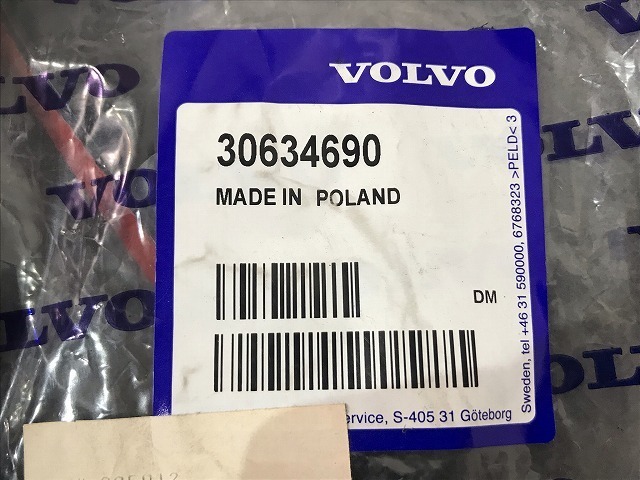 VOLVO
30634690
MADE IN POLAND
DM
ervice, S-405 31 Göteborg
Sweden, tel +46 31 590000, 6768323 >PELD< 3
VOLVO
VOLVO